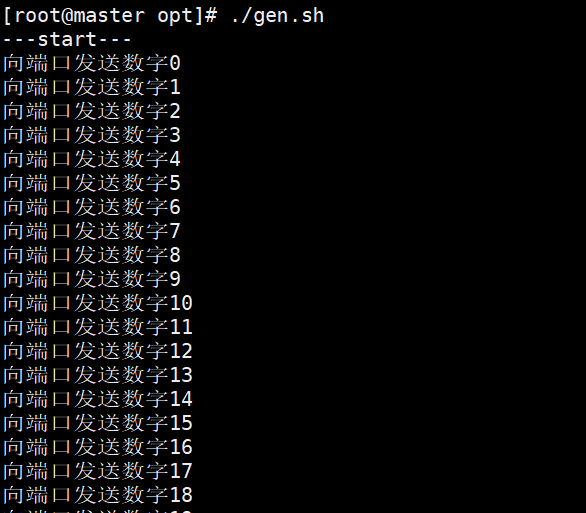 [root@master opt]# ./gen.sh
---start---
向端口发送数字0
向端口发送数字1
向端口发送数字2
向端口发送数字3
向端口发送数字4
向端口发送数字5
向端口发送数字6
向端口发送数字7
向端口发送数字8
向端口发送数字9
向端口发送数字10
向端口发送数字11
向端口发送数字12
向端口发送数字13
向端口发送数字14
向端口发送数字15
向端口发送数字16
向端口发送数字17
向端口发送数字18